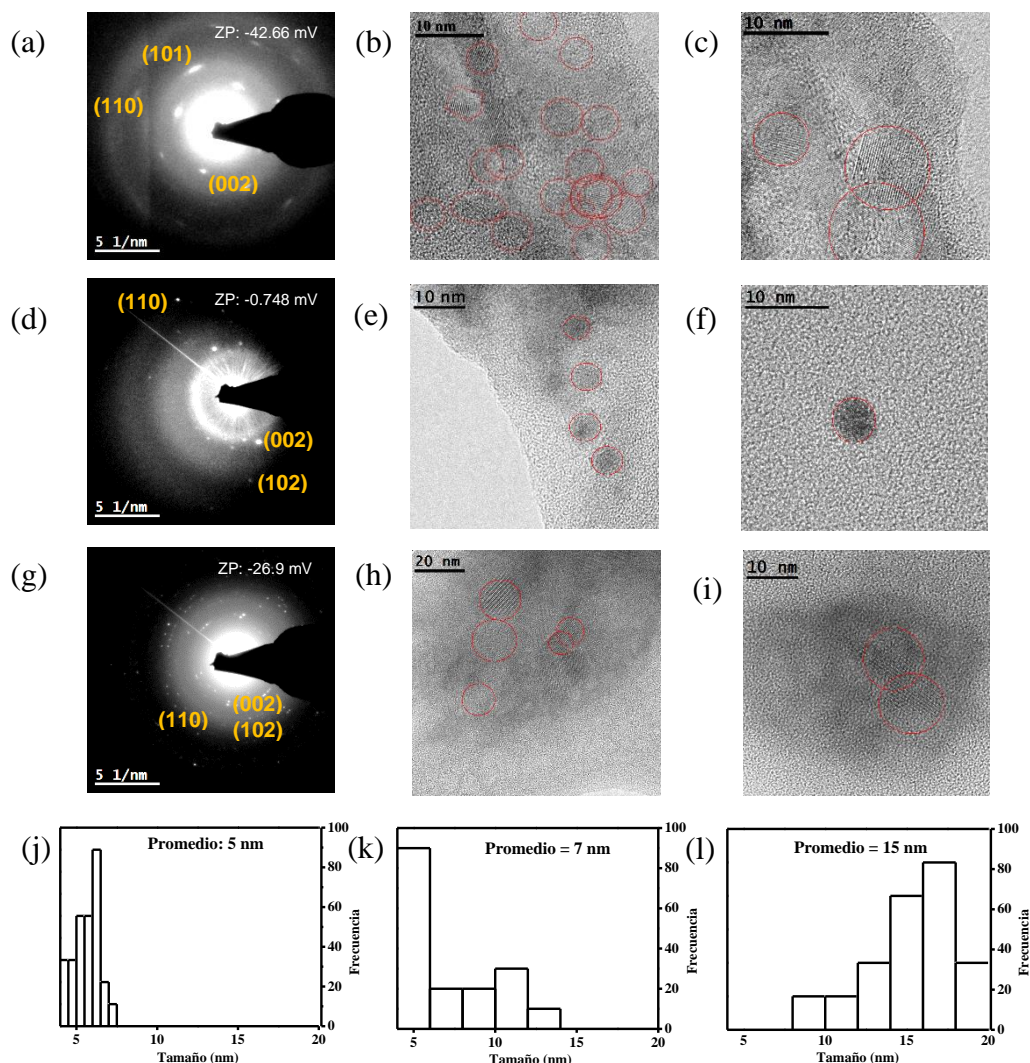 (a)
ZP: -42.66 mV
(101)
(110)
(002)
5 1/nm
(b)
10 nm
(c)
10 nm
(d)
(110)
ZP: -0.748 mV
(002)
(102)
5 1/nm
(e)
10 nm
(f)
10 nm
(g)
ZP: -26.9 mV
(002)
(110)
(102)
5 1/nm
(h)
20 nm
(i)
10 nm
(j)
Promedio: 5 nm
100
80
60
40
20
0
Frecuencia
5 10 15 20
Tamaño (nm)
(k)
Promedio = 7 nm
100
80
60
40
20
0
Frecuencia
5 10 15 20
Tamaño (nm)
(l)
Promedio = 15 nm
100
80
60
40
20
0
Frecuencia
5 10 15 20
Tamaño (nm)